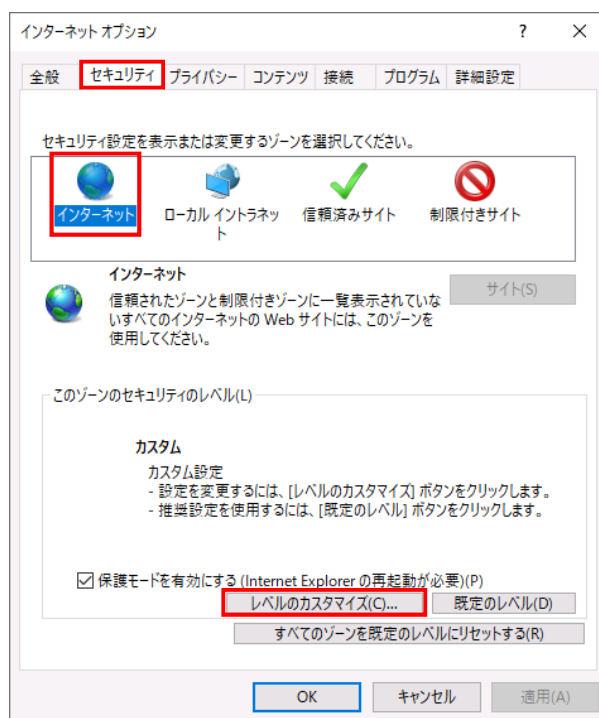 インターネット オプション ? ×
全般 セキュリティ プライバシー コンテンツ 接続 プログラム 詳細設定
セキュリティ設定を表示または変更するゾーンを選択してください。
インターネット ローカル イントラネッ 信頼済みサイト 制限付きサイト
ト
インターネット
サイト(S)
信頼されたゾーンと制限付きゾーンに一覧表示されていな
いすべてのインターネットの Web サイトには、このゾーンを
使用してください。
このゾーンのセキュリティのレベル(L)
カスタム
カスタム設定
- 設定を変更するには、[レベルのカスタマイズ] ボタンをクリックします。
- 推奨設定を使用するには、[既定のレベル] ボタンをクリックします。
保護モードを有効にする (Internet Explorer の再起動が必要)(P)
レベルのカスタマイズ(C)... 既定のレベル(D)
すべてのゾーンを既定のレベルにリセットする(R)
OK キャンセル 適用(A)